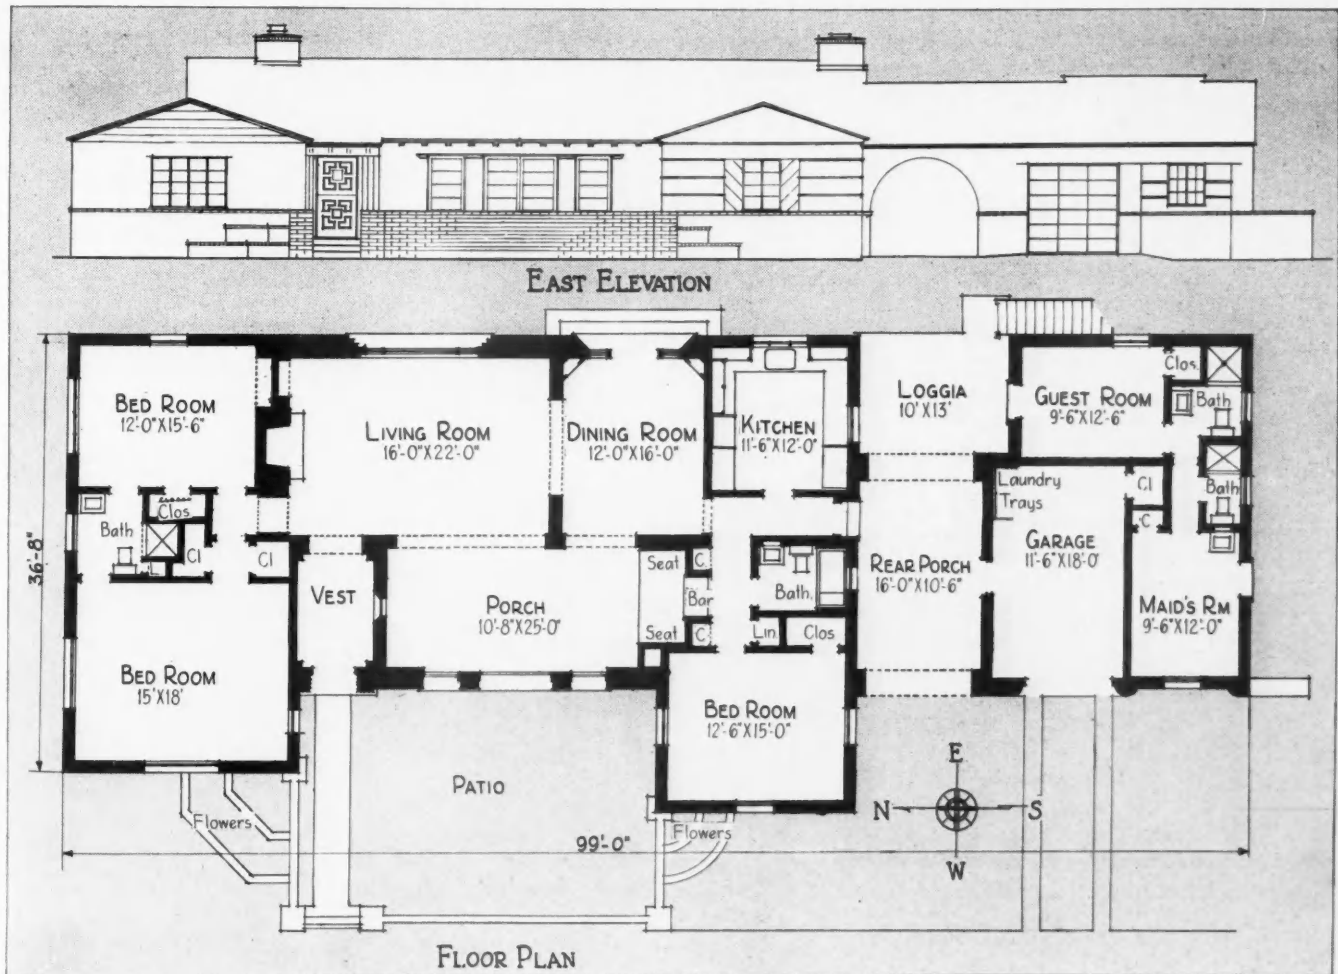 EAST ELEVATION
BED ROOM
12'-0"X15'-6"
LIVING ROOM
16'-0"X22'-0"
DINING ROOM
12'-0"X16'-0"
KITCHEN
11'-6"X12'-0"
LOGGIA
10'X13'
GUEST ROOM
9'-6"X12'-6"
Clos.
Bath
Laundry
Trays
Cl
Bath
C
GARAGE
11'-6"X18'-0"
MAID'S RM
9'-6"X12'-0"
REAR PORCH
16'-0"X10'-6"
36'-8"
Clos.
Bath
Cl
Cl
L
VEST
PORCH
10'-8"X25'-0"
Seat
C.
Bar
Seat
C
Bath.
Lin.
Clos
BED ROOM
15'X18'
BED ROOM
12'-6"X15'-0"
PATIO
Flowers
Flowers
99'-0"
E
N
S
W
FLOOR PLAN